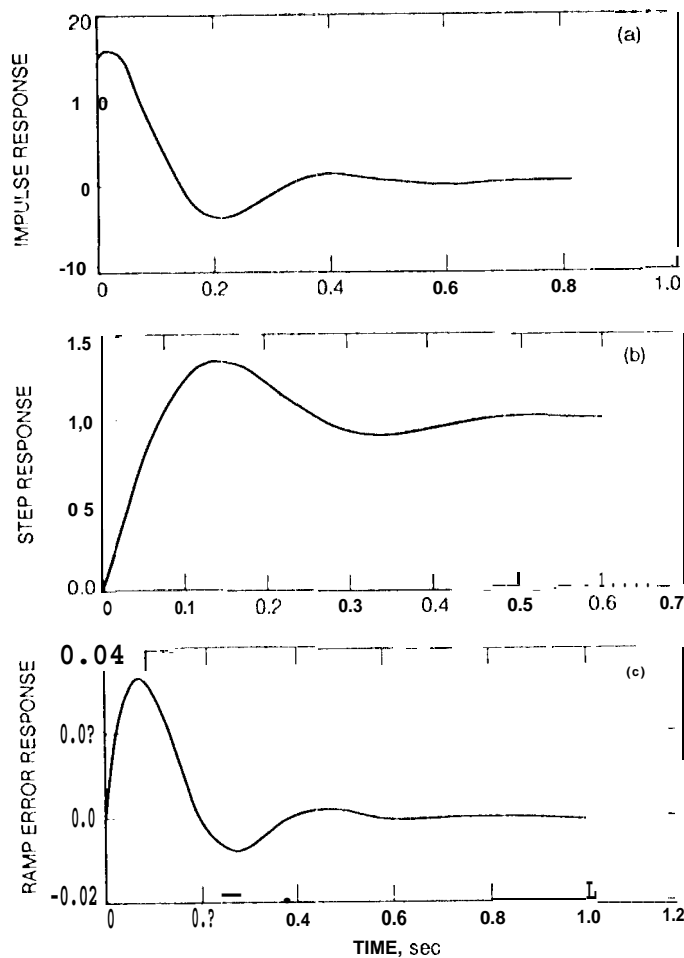 20
(a)
1 0
0
-10
IMPULSE RESPONSE
0 0.2 0.4 0.6 0.8 1.0
1.5
(b)
1.0
0 5
0.0
STEP RESPONSE
0 0.1 0.2 0.3 0.4 0.5 0.6 0.7
0.04
(c)
0.0?
0.0
-0.02
RAMP ERROR RESPONSE
0 0.? 0.4 0.6 0.8 1.0 1.2
TIME, sec